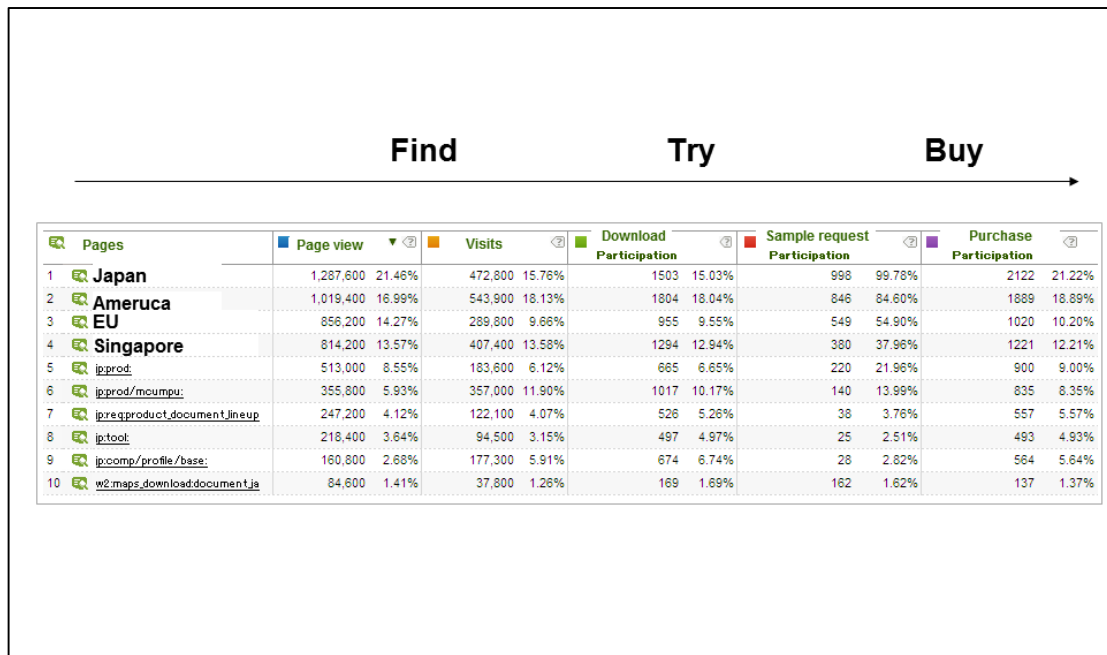 Find Try Buy
Pages Page view ▼ Visits Download Participation Sample request Participation Purchase Participation
1 Japan 1,287,600 21.46% 472,800 15.76% 1503 15.03% 998 99.78% 2122 21.22%
2 Ameruca 1,019,400 16.99% 543,900 18.13% 1804 18.04% 846 84.60% 1889 18.89%
3 EU 856,200 14.27% 289,800 9.66% 955 9.55% 549 54.90% 1020 10.20%
4 Singapore 814,200 13.57% 407,400 13.58% 1294 12.94% 380 37.96% 1221 12.21%
5 jp:prod: 513,000 8.55% 183,600 6.12% 665 6.65% 220 21.96% 900 9.00%
6 jp:prod/mcumpu: 355,800 5.93% 357,000 11.90% 1017 10.17% 140 13.99% 835 8.35%
7 jp:req:product_document_lineup 247,200 4.12% 122,100 4.07% 526 5.26% 38 3.76% 557 5.57%
8 jp:tool: 218,400 3.64% 94,500 3.15% 497 4.97% 25 2.51% 493 4.93%
9 jp:comp/profile/base: 160,800 2.68% 177,300 5.91% 674 6.74% 28 2.82% 564 5.64%
10 w2:maps_download:document_ja 84,600 1.41% 37,800 1.26% 169 1.69% 162 1.62% 137 1.37%